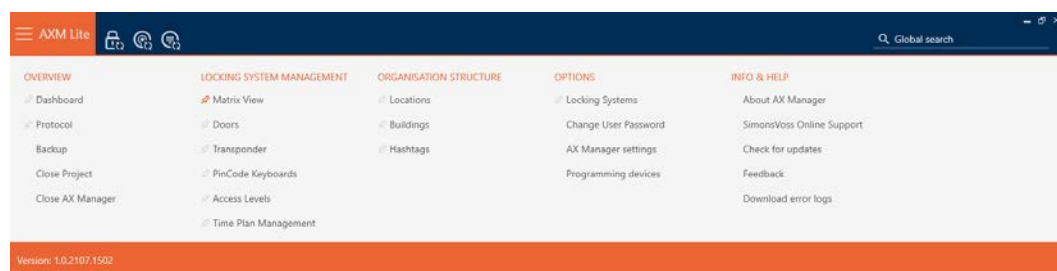 AXM Lite
Global search
OVERVIEW
Dashboard
Protocol
Backup
Close Project
Close AX Manager
LOCKING SYSTEM MANAGEMENT
Matrix View
Doors
Transponder
PinCode Keyboards
Access Levels
Time Plan Management
ORGANISATION STRUCTURE
Locations
Buildings
Hashtags
OPTIONS
Locking Systems
Change User Password
AX Manager settings
Programming devices
INFO & HELP
About AX Manager
SimonsVoss Online Support
Check for updates
Feedback
Download error logs
Version: 1.0.2107.1502